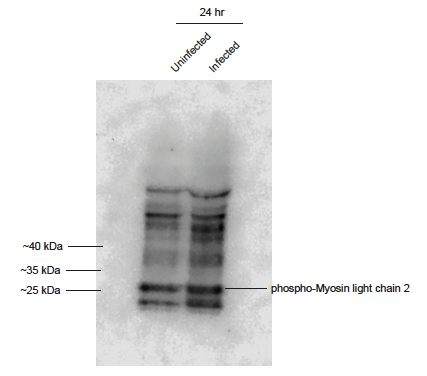 24 hr
Uninfected
Infected
~40 kDa
~35 kDa
~25 kDa
phospho-Myosin light chain 2